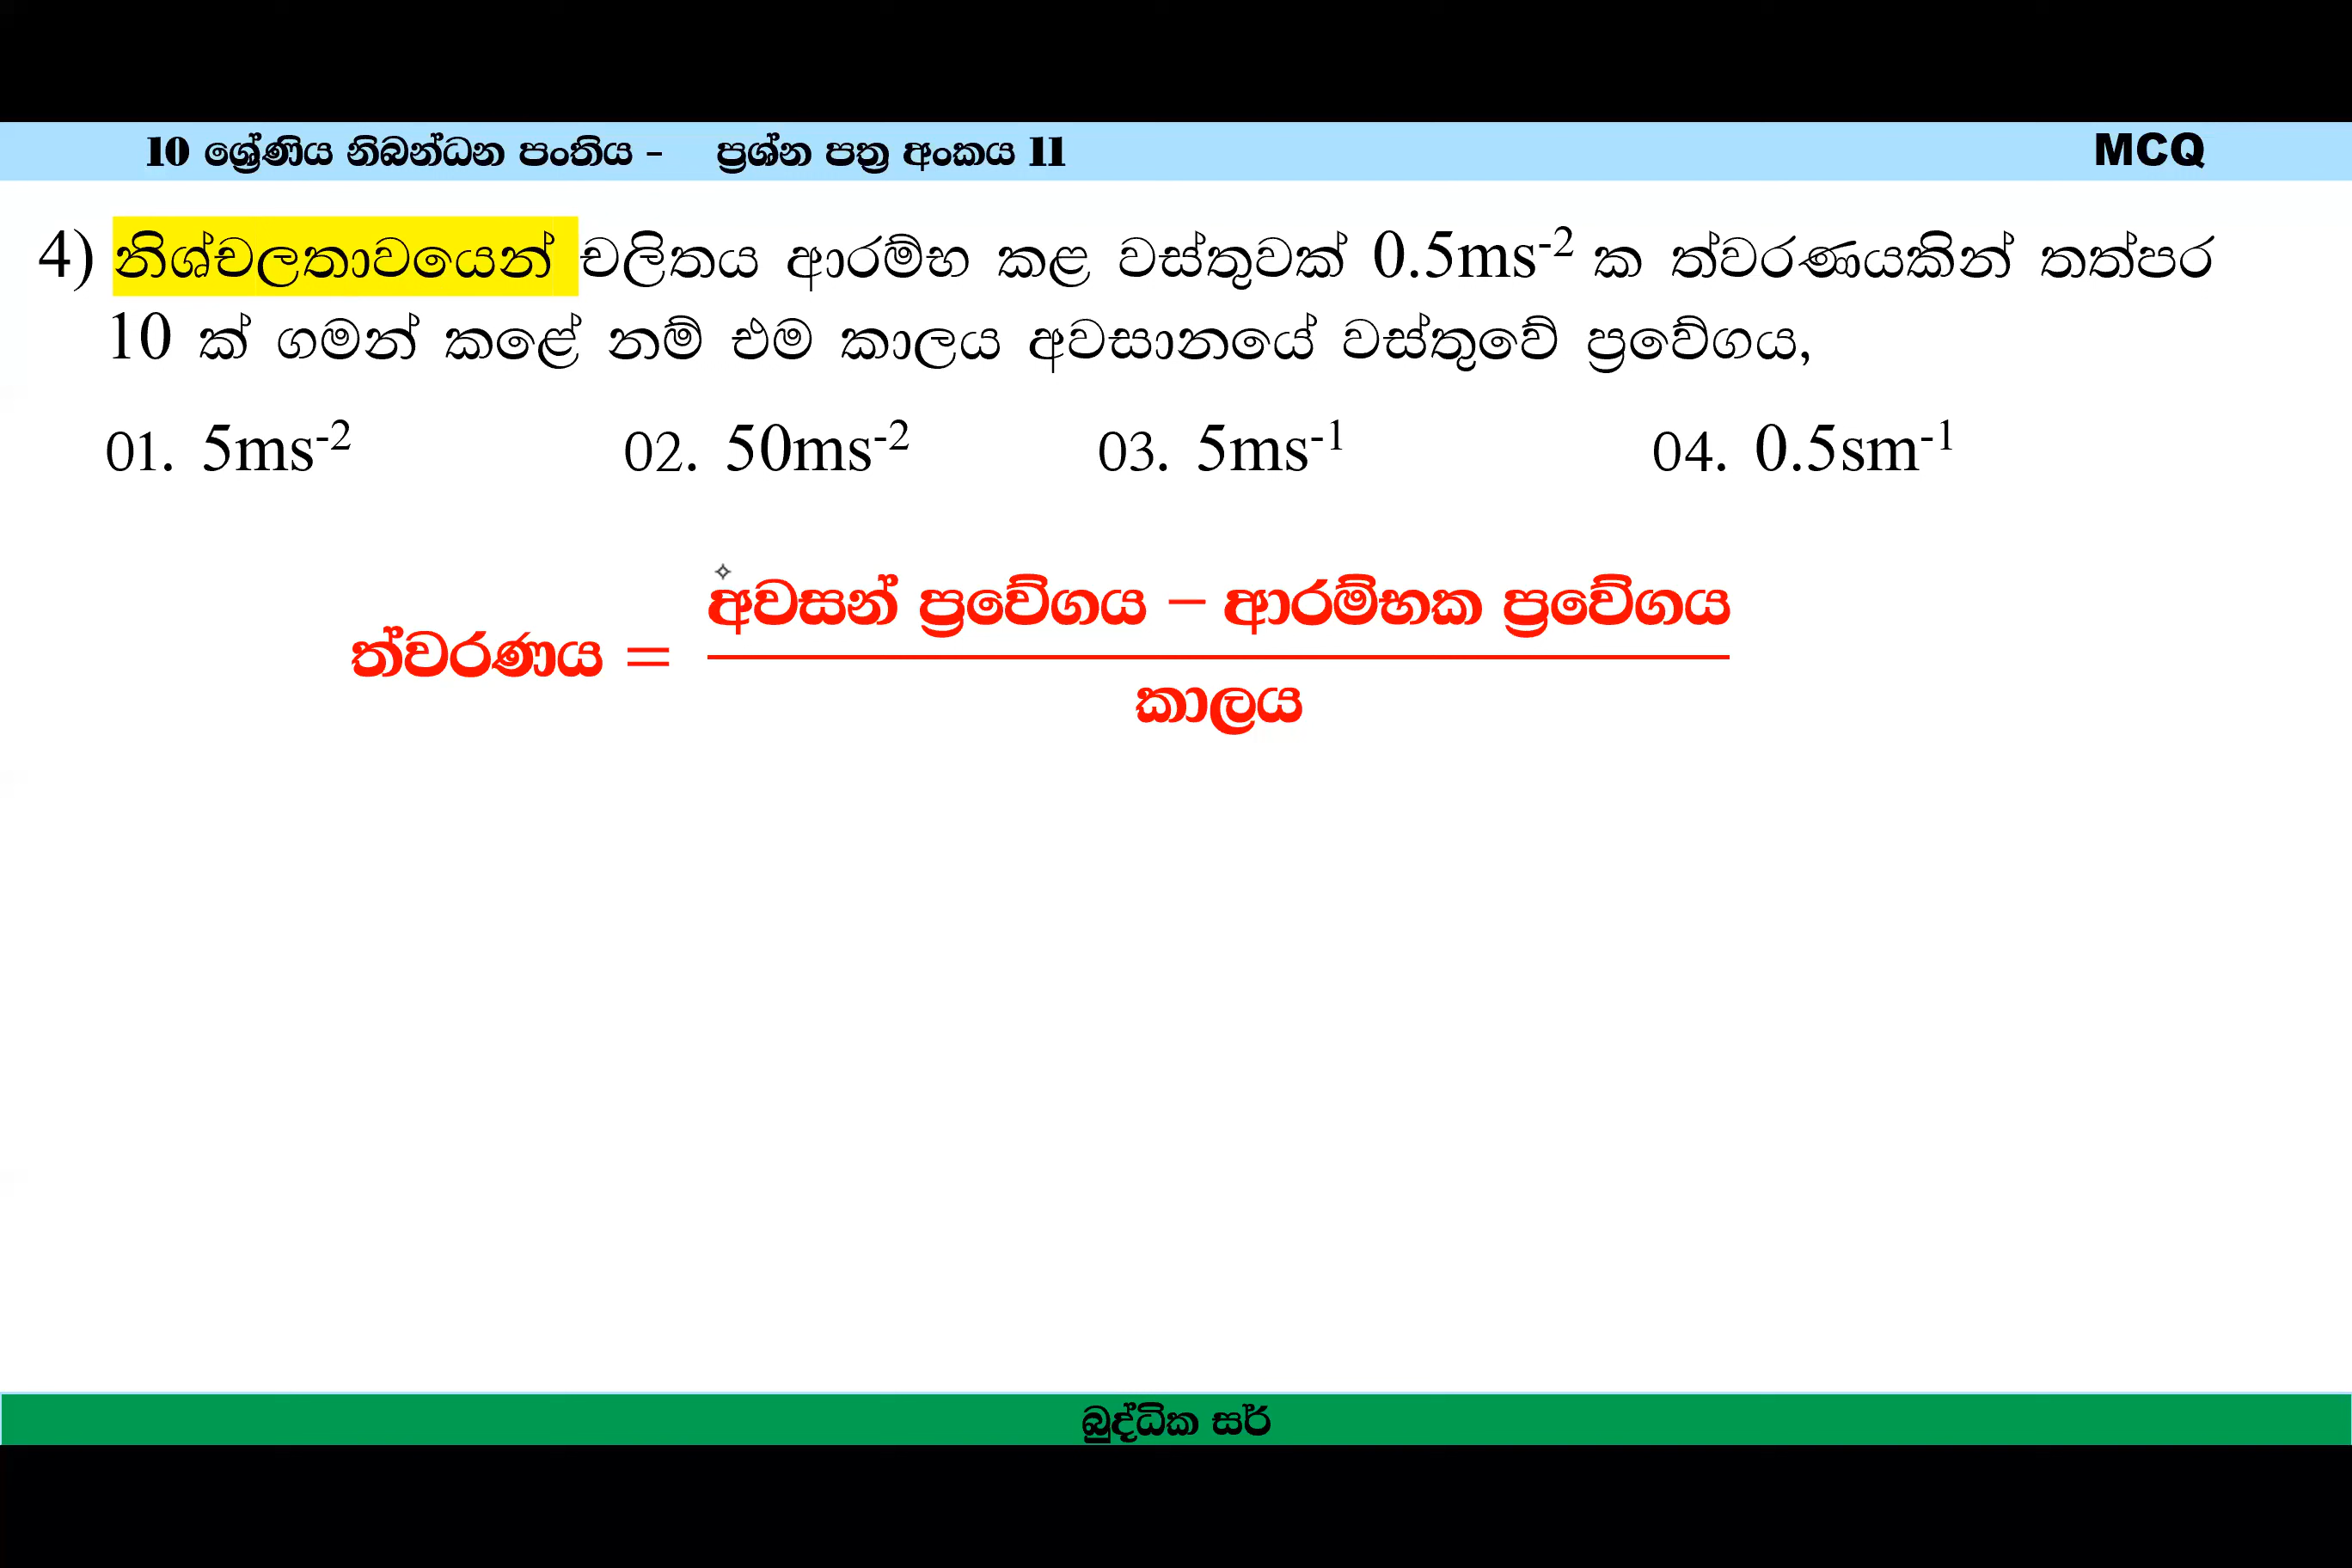 10 ශ්‍රේණිය නිබන්ධන පංතිය - ප්‍රශ්න පත්‍ර අංකය 11 MCQ
4) නිශ්චලතාවයෙන් චලිතය ආරම්භ කළ වස්තුවක් 0.5ms⁻² ක ත්වරණයකින් තත්පර
10 ක් ගමන් කළේ නම් එම කාලය අවසානයේ වස්තුවේ ප්‍රවේගය,
01. 5ms⁻² 02. 50ms⁻² 03. 5ms⁻¹ 04. 0.5sm⁻¹
අවසන් ප්‍රවේගය – ආරම්භක ප්‍රවේගය
ත්වරණය =
කාලය
බුද්ධික සර්